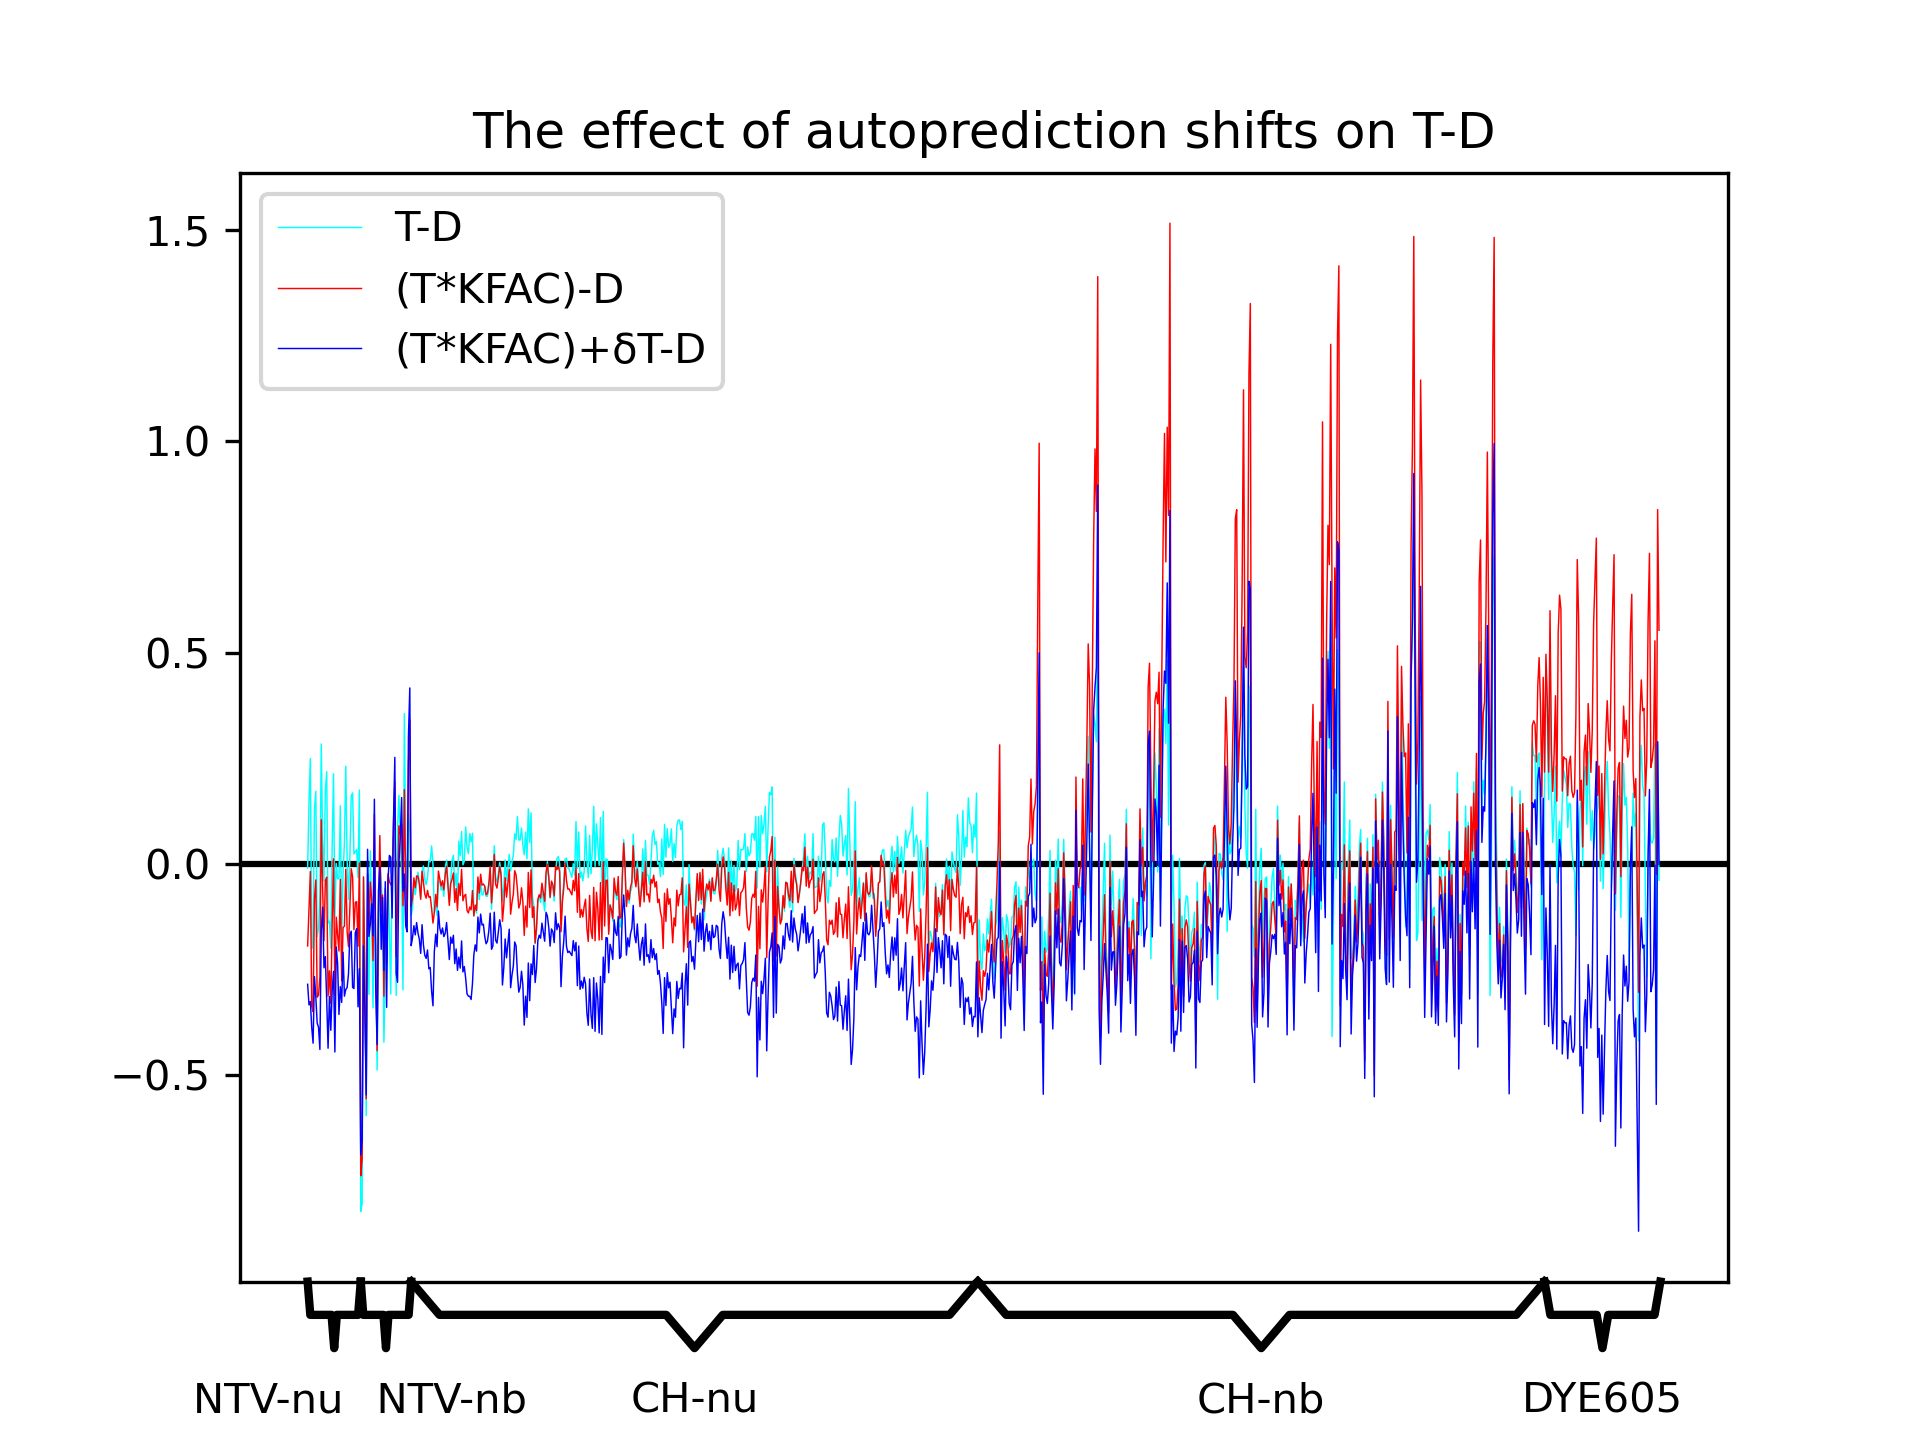 The effect of autoprediction shifts on T-D
T-D
(T*KFAC)-D
(T*KFAC)+δT-D
1.5
1.0
0.5
0.0
−0.5
NTV-nu NTV-nb CH-nu CH-nb DYE605